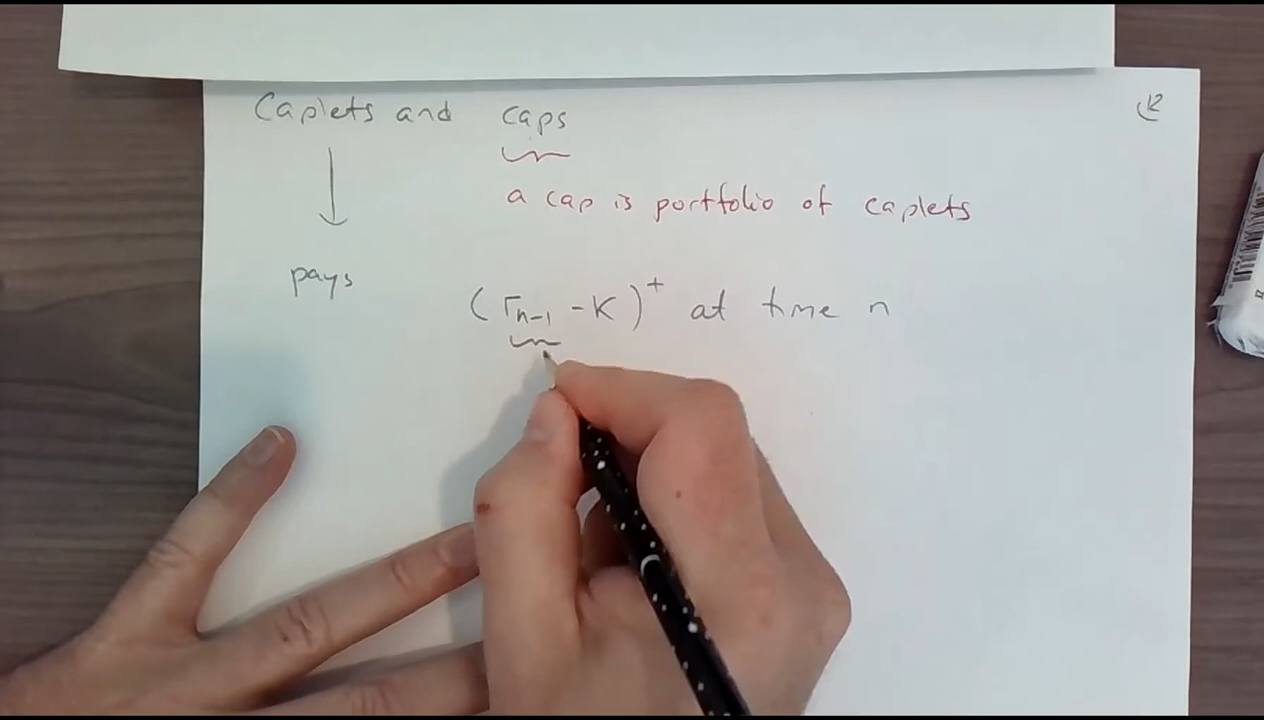 Caplets and caps
a cap is portfolio of caplets
pays (r_{n-1} - K)^+ at time n